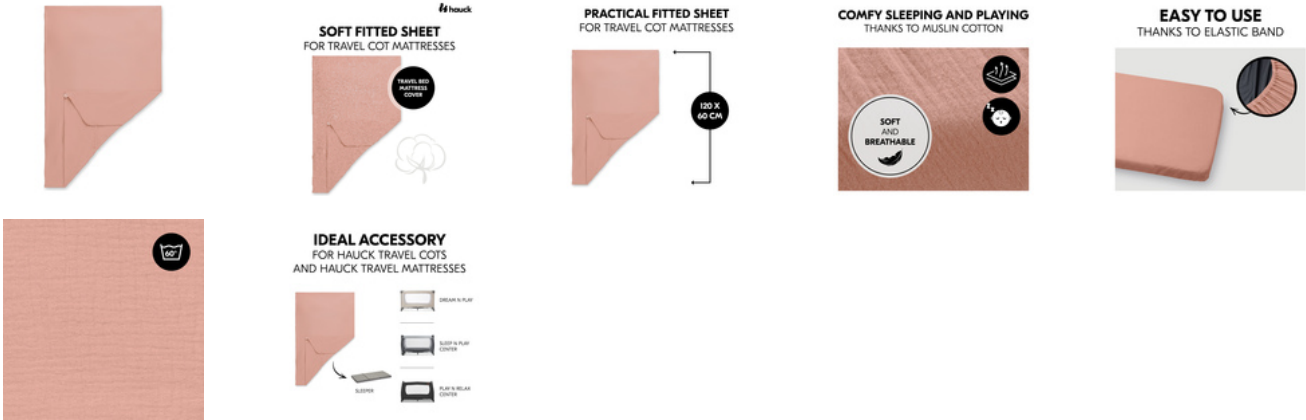 hauck
SOFT FITTED SHEET
FOR TRAVEL COT MATTRESSES
TRAVEL BED
MATTRESS
COVER
PRACTICAL FITTED SHEET
FOR TRAVEL COT MATTRESSES
120 X
60 CM
COMFY SLEEPING AND PLAYING
THANKS TO MUSLIN COTTON
SOFT
AND
BREATHABLE
EASY TO USE
THANKS TO ELASTIC BAND
60°
IDEAL ACCESSORY
FOR HAUCK TRAVEL COTS
AND HAUCK TRAVEL MATTRESSES
DREAM N PLAY
SLEEP N PLAY
CENTER
SLEEPER
PLAY N RELAX
CENTER